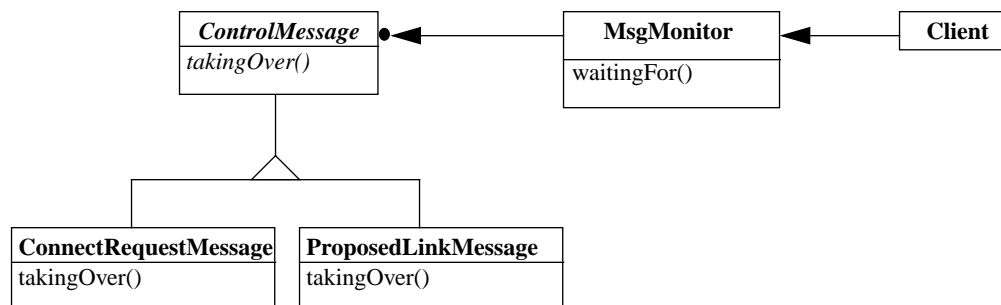 ControlMessage
takingOver()
MsgMonitor
waitingFor()
Client
ConnectRequestMessage
takingOver()
ProposedLinkMessage
takingOver()